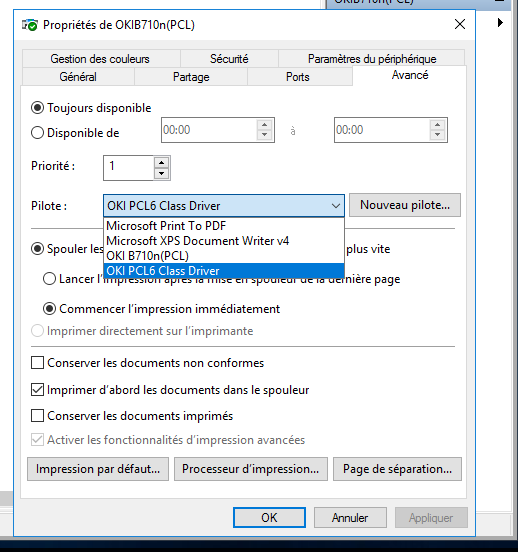 OKIB710n(PCL)
Propriétés de OKIB710n(PCL)
Gestion des couleurs Sécurité Paramètres du périphérique
Général Partage Ports Avancé
Toujours disponible
Disponible de 00:00 à 00:00
Priorité : 1
Pilote : OKI PCL6 Class Driver Nouveau pilote...
Microsoft Print To PDF
Microsoft XPS Document Writer v4
OKI B710n(PCL)
OKI PCL6 Class Driver
Spouler les plus vite
Lancer l'impression après la mise en spouleur de la dernière page
Commencer l'impression immédiatement
Imprimer directement sur l'imprimante
Conserver les documents non conformes
Imprimer d'abord les documents dans le spouleur
Conserver les documents imprimés
Activer les fonctionnalités d'impression avancées
Impression par défaut... Processeur d'impression... Page de séparation...
OK Annuler Appliquer